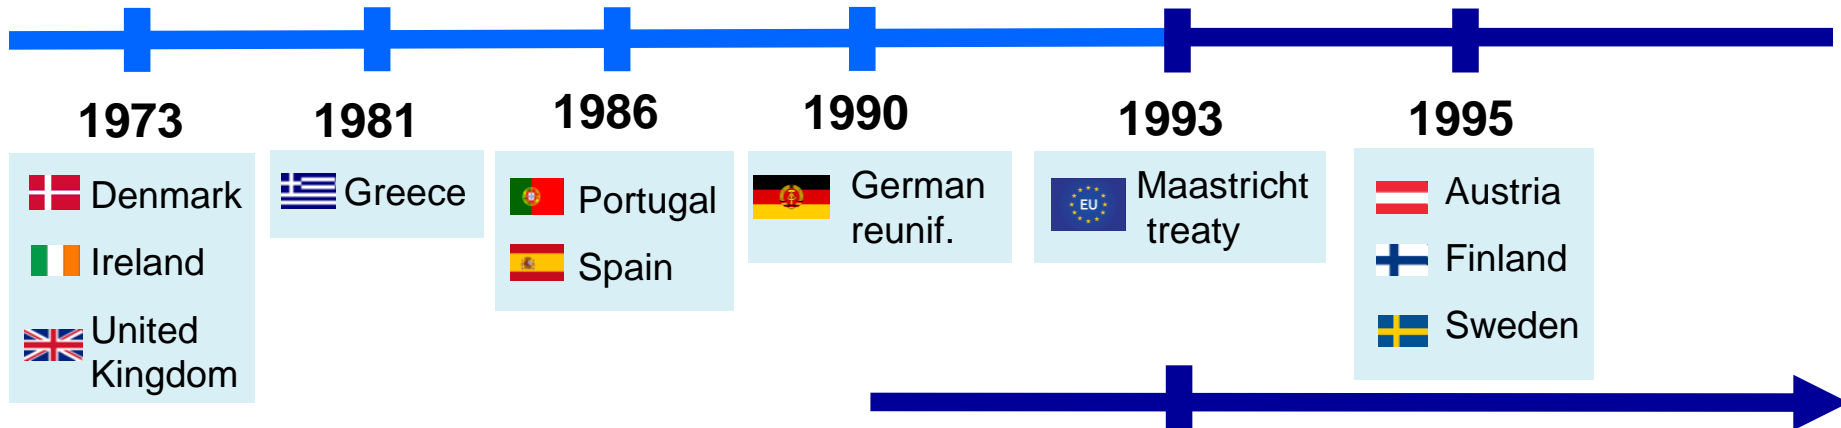 1973
Denmark
Ireland
United
Kingdom
1981
Greece
1986
Portugal
Spain
1990
German
reunif.
1993
EU
Maastricht
treaty
1995
Austria
Finland
Sweden